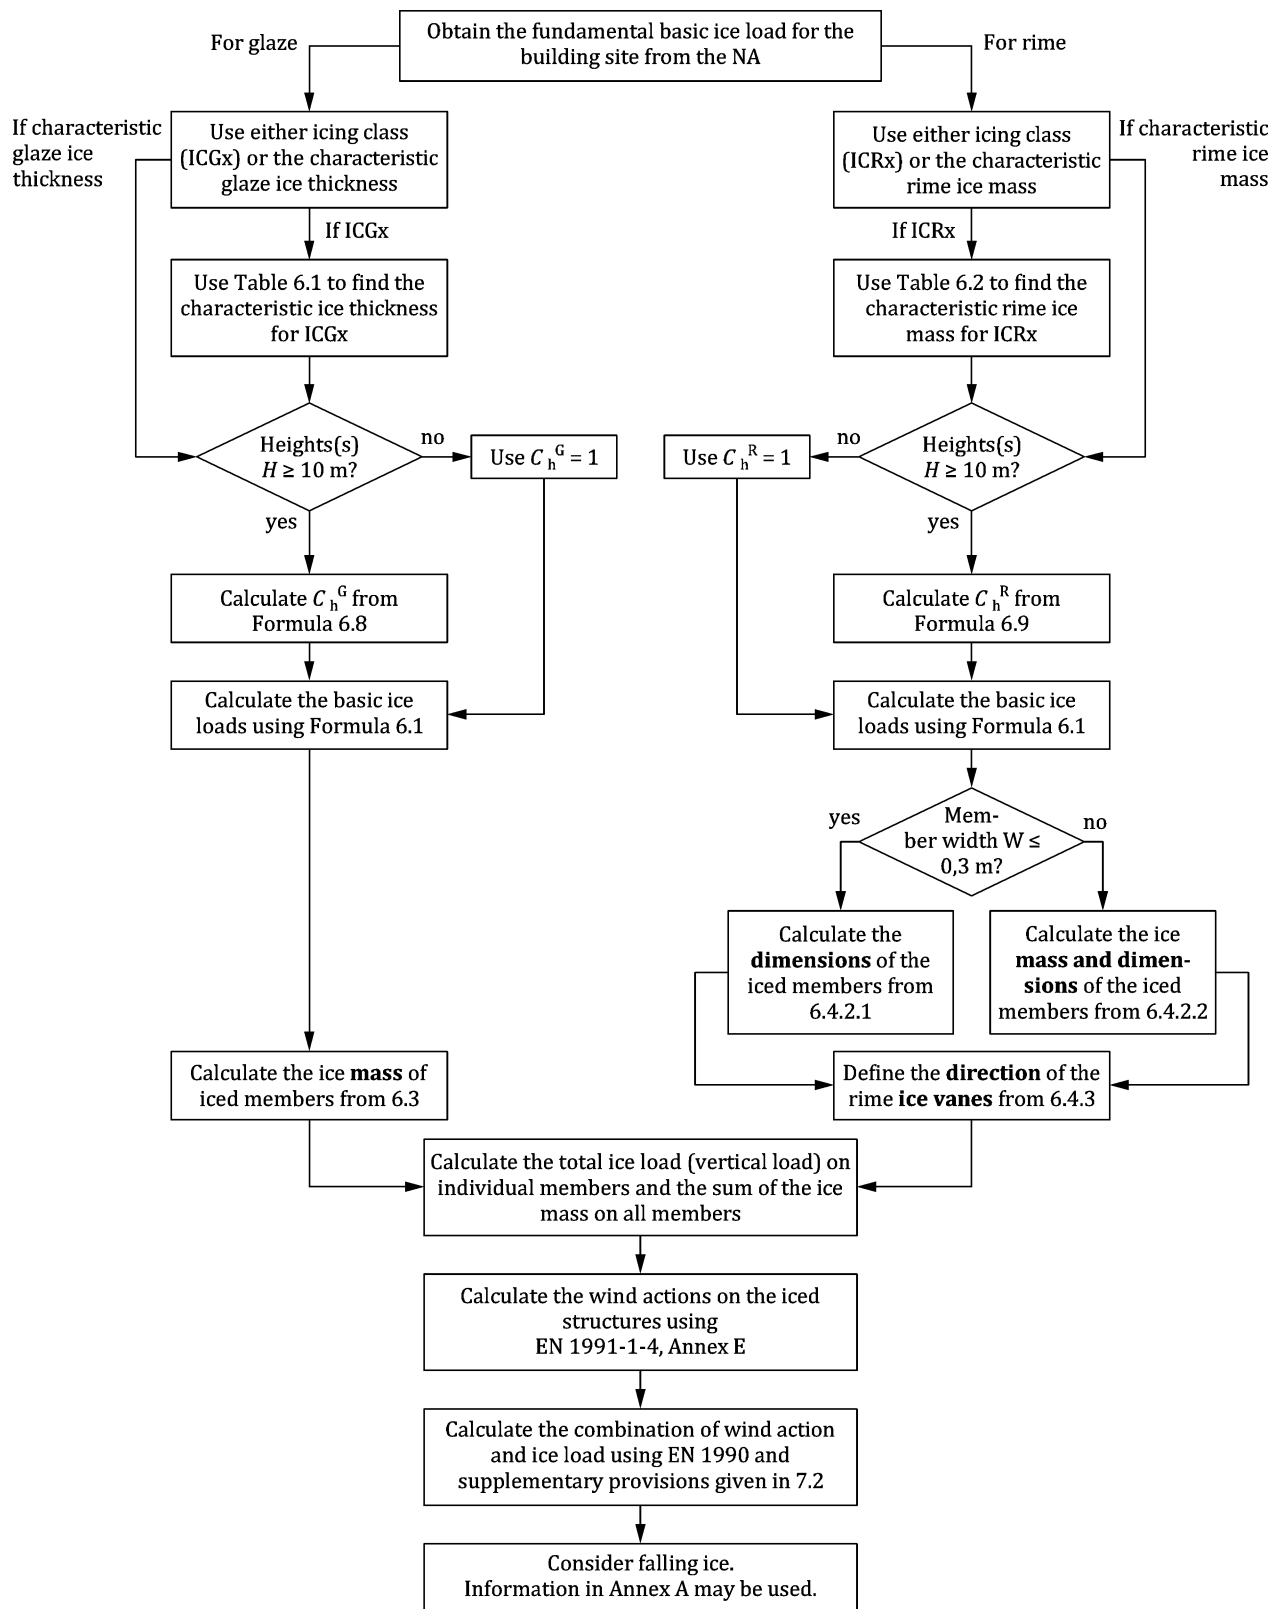 Obtain the fundamental basic ice load for the
building site from the NA
For glaze
For rime
If characteristic
glaze ice
thickness
Use either icing class
(ICGx) or the characteristic
glaze ice thickness
Use either icing class
(ICRx) or the characteristic
rime ice mass
If characteristic
rime ice
mass
If ICGx
If ICRx
Use Table 6.1 to find the
characteristic ice thickness
for ICGx
Use Table 6.2 to find the
characteristic rime ice
mass for ICRx
Heights(s)
H ≥ 10 m?
no
Use C h G = 1
Use C h R = 1
no
Heights(s)
H ≥ 10 m?
yes
yes
Calculate C h G from
Formula 6.8
Calculate C h R from
Formula 6.9
Calculate the basic ice
loads using Formula 6.1
Calculate the basic ice
loads using Formula 6.1
yes
Mem-
ber width W ≤
0,3 m?
no
Calculate the
dimensions of the
iced members from
6.4.2.1
Calculate the ice
mass and dimen-
sions of the iced
members from 6.4.2.2
Calculate the ice mass of
iced members from 6.3
Define the direction of the
rime ice vanes from 6.4.3
Calculate the total ice load (vertical load) on
individual members and the sum of the ice
mass on all members
Calculate the wind actions on the iced
structures using
EN 1991-1-4, Annex E
Calculate the combination of wind action
and ice load using EN 1990 and
supplementary provisions given in 7.2
Consider falling ice.
Information in Annex A may be used.